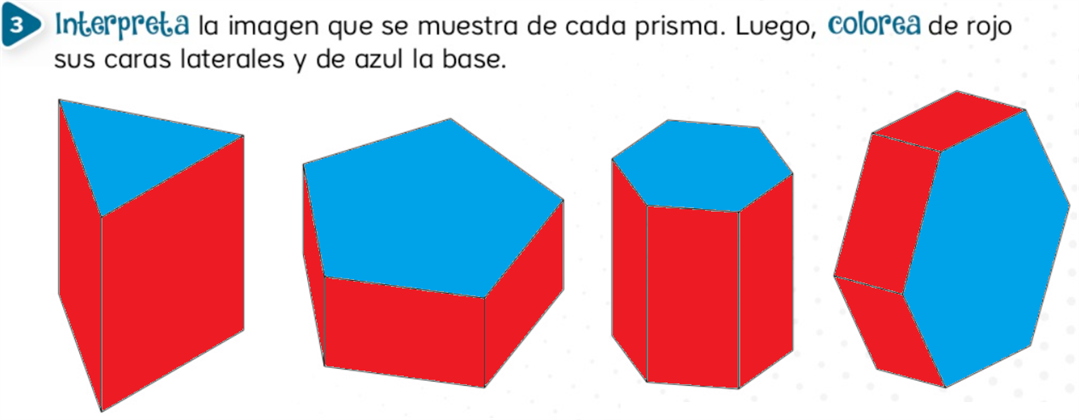 3 Interpreta la imagen que se muestra de cada prisma. Luego, colorea de rojo
sus caras laterales y de azul la base.